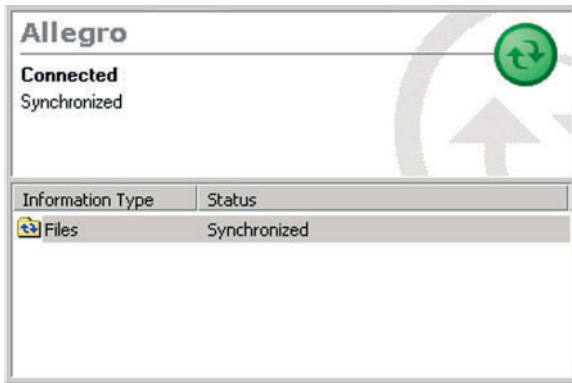 Allegro
Connected
Synchronized
Information Type Status
Files Synchronized